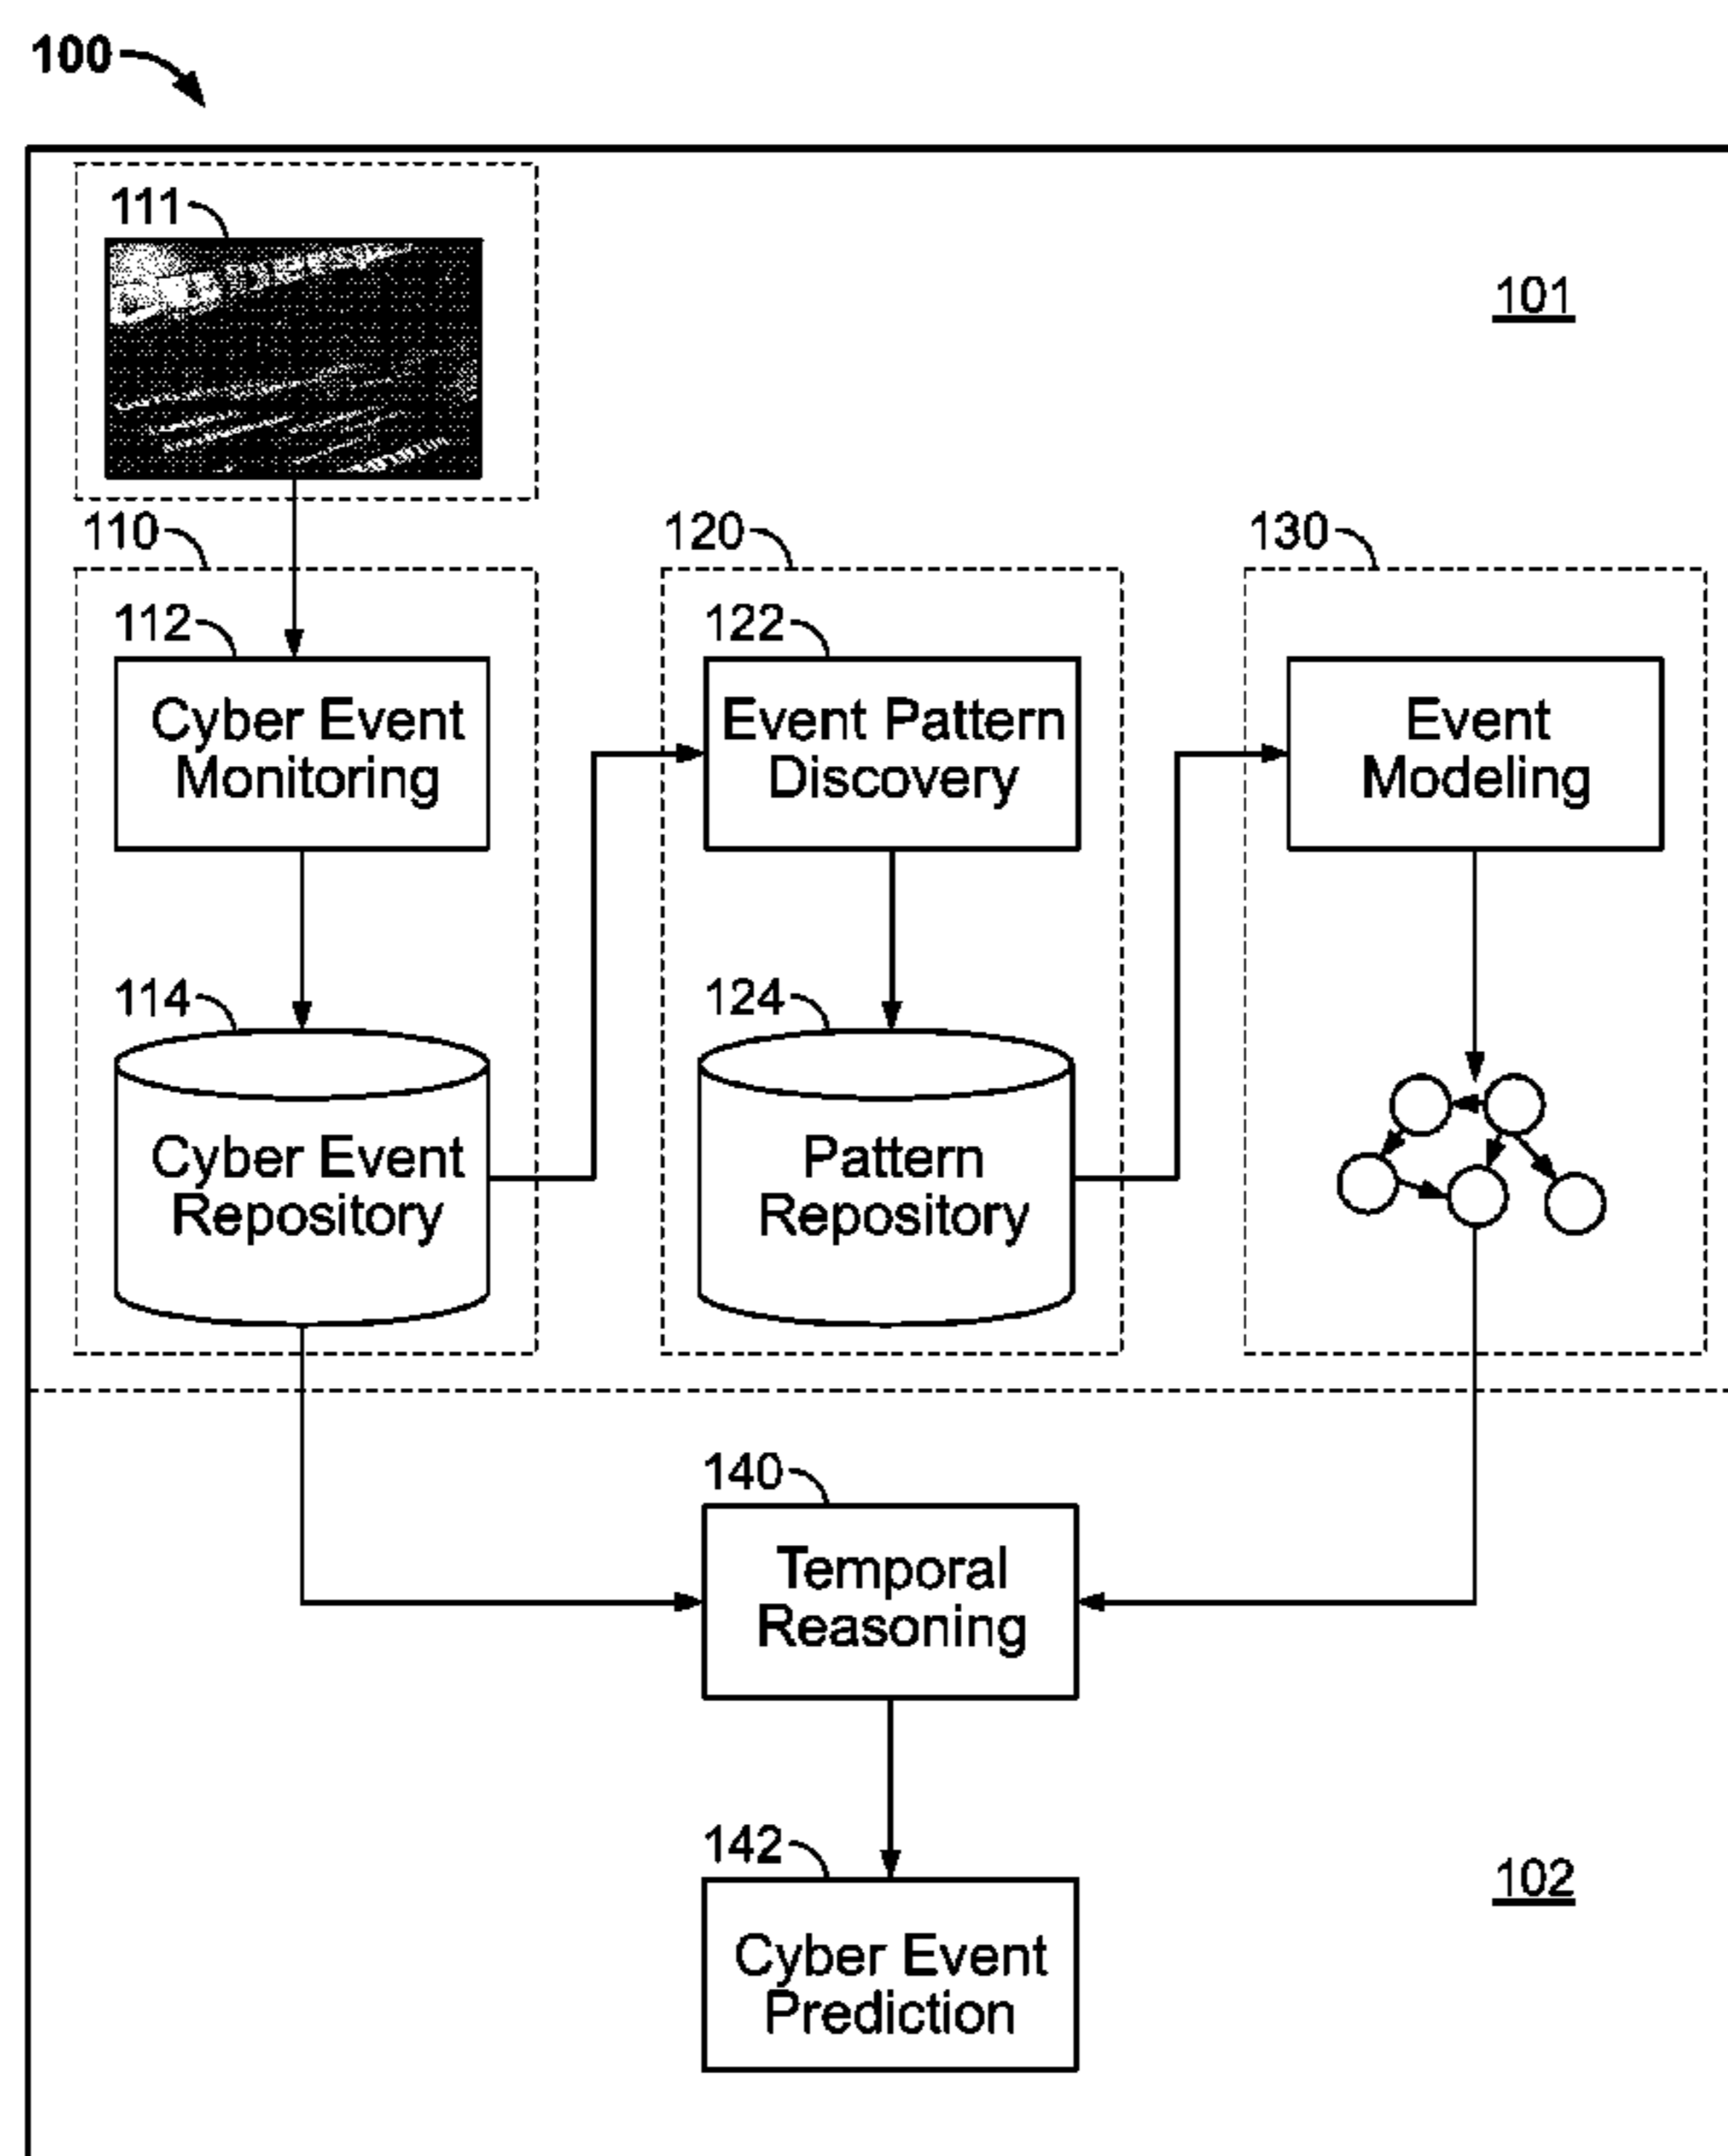 100
111
101
110
120
130
112
122
Cyber Event
Monitoring
Event Pattern
Discovery
Event
Modeling
114
124
Cyber Event
Repository
Pattern
Repository
140
Temporal
Reasoning
142
102
Cyber Event
Prediction